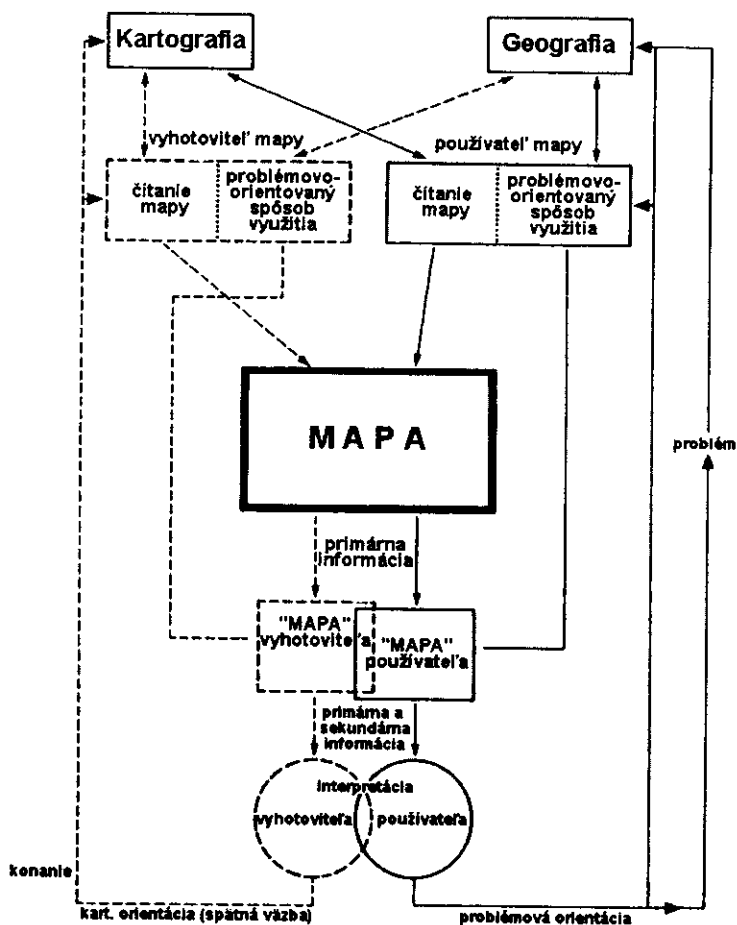 Kartografia
Geografia
vyhotoviteľ mapy
používateľ mapy
čítanie
mapy
problémovo-
orientovaný
spôsob
využitia
čítanie
mapy
problémovo-
orientovaný
spôsob
využitia
MAPA
problém
primárna
informácia
"MAPA"
vyhotoviteľa
"MAPA"
používateľa
primárna a
sekundárna
informácia
interpretácia
vyhotoviteľa
používateľa
konanie
kart. orientácia (spätná väzba)
problémová orientácia